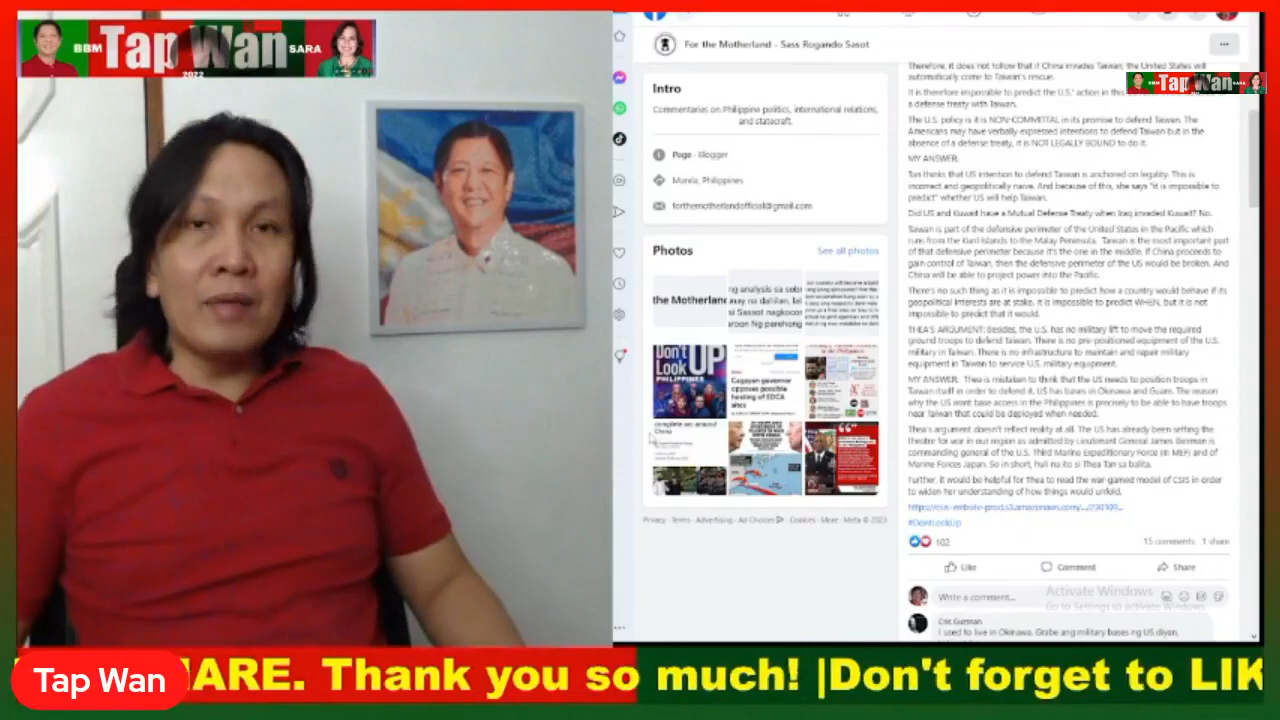 BBM Tap Wan SARA
2022
For the Motherland - Sass Rogando Sasot
...
Intro
Commentaries on Philippine politics, international relations,
and statecraft.
Page · Blogger
Manila, Philippines
forthemotherlandofficial@gmail.com
Photos
See all photos
the Motherland
ng analysis sa
may na dahilan,
si Sassot
Ng parehong
Don't
Look UP
PHILIPPINES
Cagayan governor
opposes possible
hosting of EDCA
sites
complete arc around
China
Privacy · Terms · Advertising · Ad Choices · Cookies · More · Meta © 2023
Therefore, it does not follow that if China invades Taiwan, the United States will
automatically come to Taiwan's rescue.
BBM Tap Wan
It is therefore impossible to predict the U.S.' action in this
a defense treaty with Taiwan.
The U.S. policy is it is NON-COMMITTAL in its promise to defend Taiwan. The
Americans may have verbally expressed intentions to defend Taiwan but in the
absence of a defense treaty, it is NOT LEGALLY BOUND to do it.
MY ANSWER:
Tan thinks that US intention to defend Taiwan is anchored on legality. This is
incorrect and geopolitically naive. And because of this, she says "it is impossible to
predict" whether US will help Taiwan.
Did US and Kuwait have a Mutual Defense Treaty when Iraq invaded Kuwait? No.
Taiwan is part of the defensive perimeter of the United States in the Pacific which
runs from the Kuril Islands to the Malay Peninsula. Taiwan is the most important part
of that defensive perimeter because it's the one in the middle. If China proceeds to
gain control of Taiwan, then the defensive perimeter of the US would be broken. And
China will be able to project power into the Pacific.
There's no such thing as it is impossible to predict how a country would behave if its
geopolitical interests are at stake. It is impossible to predict WHEN, but it is not
impossible to predict that it would.
THEA'S ARGUMENT: Besides, the U.S. has no military lift to move the required
ground troops to defend Taiwan. There is no pre-positioned equipment of the U.S.
military in Taiwan. There is no infrastructure to maintain and repair military
equipment in Taiwan to service U.S. military equipment.
MY ANSWER: Thea is mistaken to think that the US needs to position troops in
Taiwan itself in order to defend it. US has bases in Okinawa and Guam. The reason
why the US wont base access in the Philippines is precisely to be able to have troops
near Taiwan that could be deployed when needed.
Thea's argument doesn't reflect reality at all. The US has already been setting the
theatre for war in our region as admitted by Lieutenant General James Bierman is
commanding general of the U.S. Third Marine Expeditionary Force (III MEF) and of
Marine Forces Japan. So in short, huli na ito si Thea Tan sa balita.
Further, it would be helpful for Thea to read the war gamed model of CSIS in order
to widen her understanding of how things would unfold.
#DontLookUp
102
15 comments 1 share
Like
Comment
Share
Write a comment...
Activate Windows
Go to Settings to activate Windows.
Cris Guzman
I used to live in Okinawa. Grabe ang military bases ng US diyan,
Tap Wan
HARE. Thank you so much! |Don't forget to LIK